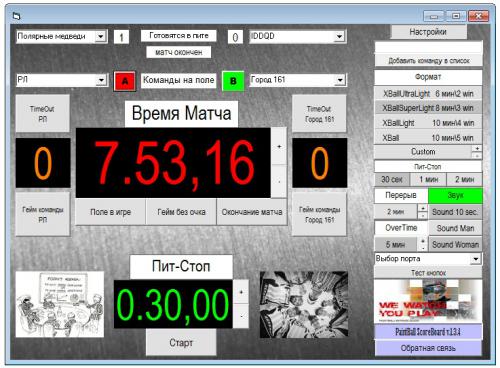 Полярные медведи
1
Готовятся в пите
0
IDDQD
матч окончен
РЛ
A
Команды на поле
B
Город 161
TimeOut
РЛ
Время Матча
TimeOut
Город 161
0
7.53,16
+
-
0
Гейм команды
РЛ
Поле в игре
Гейм без очка
Окончание матча
Гейм команды
Город 161
Пит-Стоп
0.30,00
+
-
Старт
Настройки
Добавить команду в список
Формат
XBallUltraLight 6 мин\2 win
XBallSuperLight 8 мин\3 win
XBallLight 10 мин\4 win
XBall 10 мин\5 win
Custom
+
-
Пит-Стоп
30 сек
1 мин
2 мин
Перерыв
Звук
2 мин
+
-
Sound 10 sec.
OverTime
Sound Man
5 мин
+
-
Sound Woman
Выбор порта
Тест кнопок
WE WATCH
YOU PLAY
PaintBall ScoreBoard v.1.3.4
Обратная связь